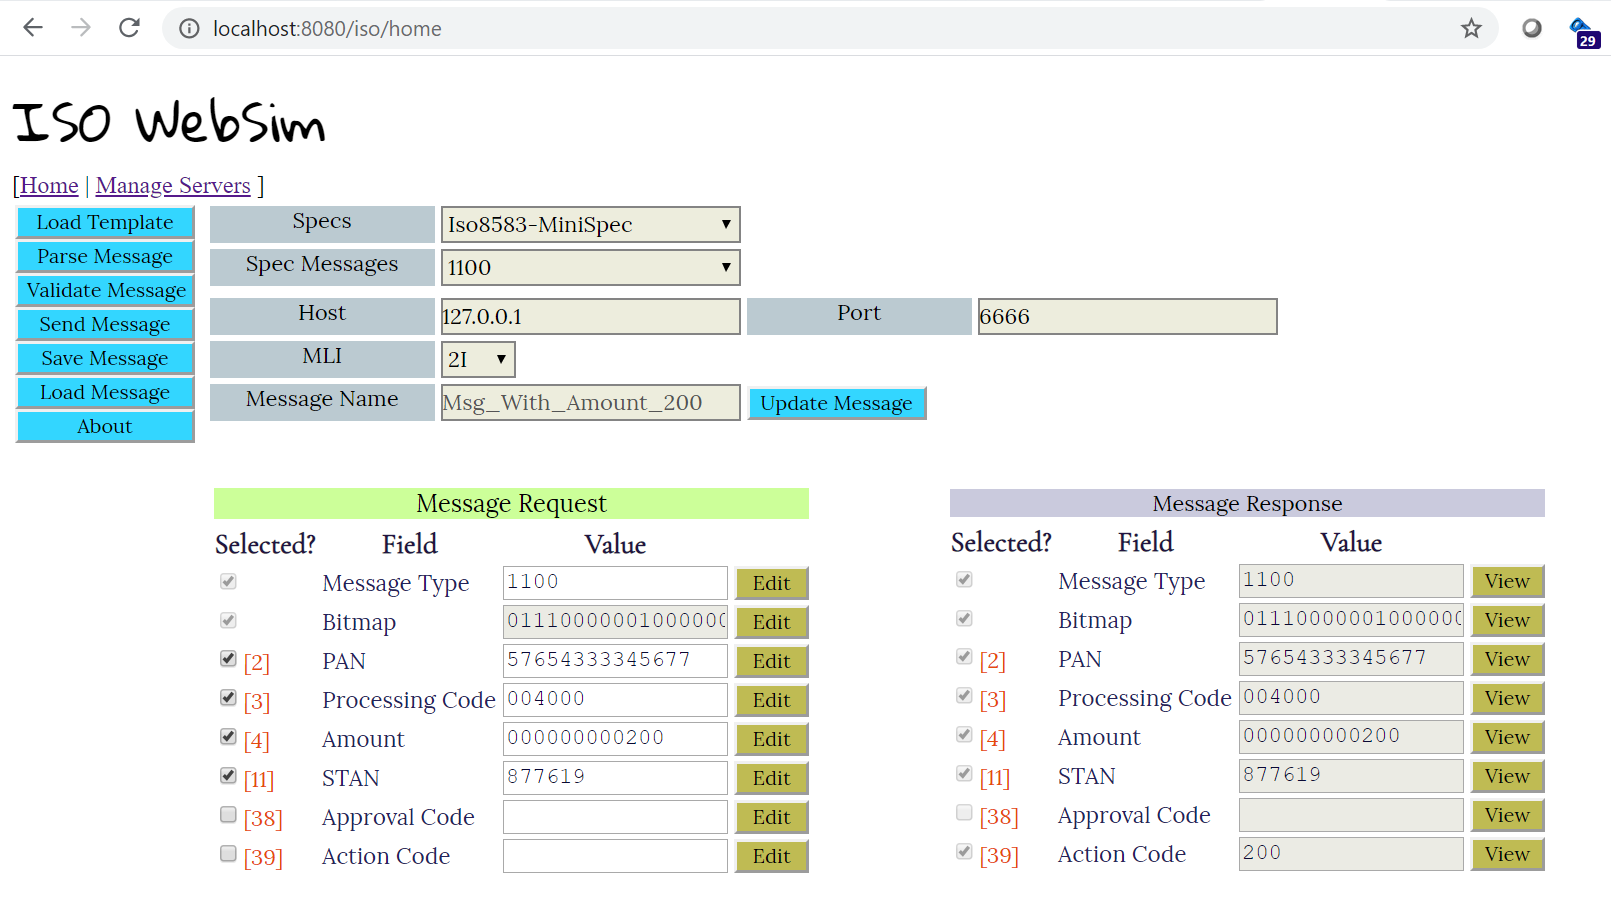 localhost:8080/iso/home
29
ISO WebSim
[Home | Manage Servers ]
Load Template
Parse Message
Validate Message
Send Message
Save Message
Load Message
About
Specs Iso8583-MiniSpec
Spec Messages 1100
Host 127.0.0.1 Port 6666
MLI 2I
Message Name Msg_With_Amount_200 Update Message
Message Request
Selected? Field Value
Message Type 1100 Edit
Bitmap 01110000001000000 Edit
[2] PAN 57654333345677 Edit
[3] Processing Code 004000 Edit
[4] Amount 000000000200 Edit
[11] STAN 877619 Edit
[38] Approval Code Edit
[39] Action Code Edit
Message Response
Selected? Field Value
Message Type 1100 View
Bitmap 01110000001000000 View
[2] PAN 57654333345677 View
[3] Processing Code 004000 View
[4] Amount 000000000200 View
[11] STAN 877619 View
[38] Approval Code View
[39] Action Code 200 View